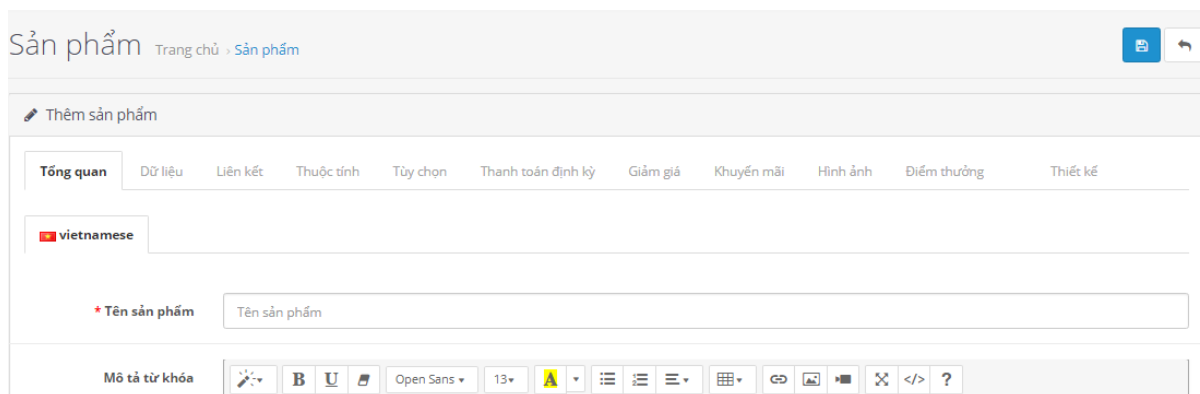 Sản phẩm Trang chủ › Sản phẩm
Thêm sản phẩm
Tổng quan Dữ liệu Liên kết Thuộc tính Tùy chọn Thanh toán định kỳ Giảm giá Khuyến mãi Hình ảnh Điểm thưởng Thiết kế
vietnamese
* Tên sản phẩm Tên sản phẩm
Mô tả từ khóa B U Open Sans 13 A </> ?